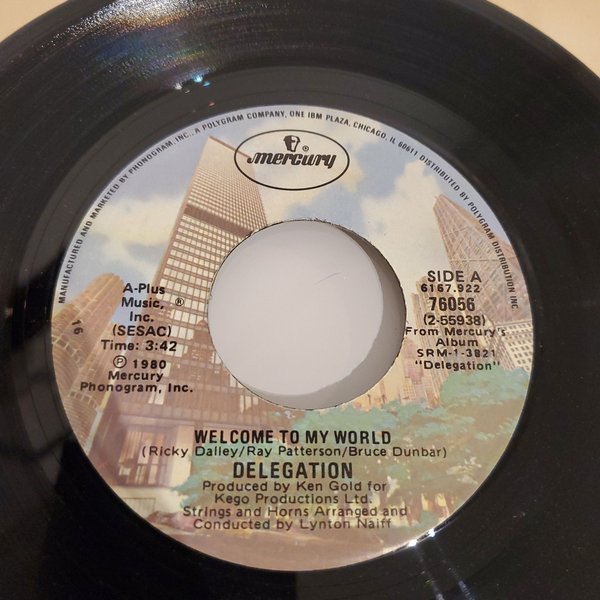 MANUFACTURED AND MARKETED BY PHONOGRAM, INC., A POLYGRAM COMPANY, ONE IBM PLAZA, CHICAGO, IL 60611 DISTRIBUTED BY POLYGRAM DISTRIBUTION INC
mercury®
A-Plus
Music, ®
Inc.
(SESAC)
Time: 3:42
℗ 1980
Mercury
Phonogram, Inc.
16
SIDE A
6167.922
76056
(2-55938)
From Mercury's
Album
SRM-1-3821
"Delegation"
WELCOME TO MY WORLD
(Ricky Dalley/Ray Patterson/Bruce Dunbar)
DELEGATION
Produced by Ken Gold for
Kego Productions Ltd.
Strings and Horns Arranged and
Conducted by Lynton Naiff